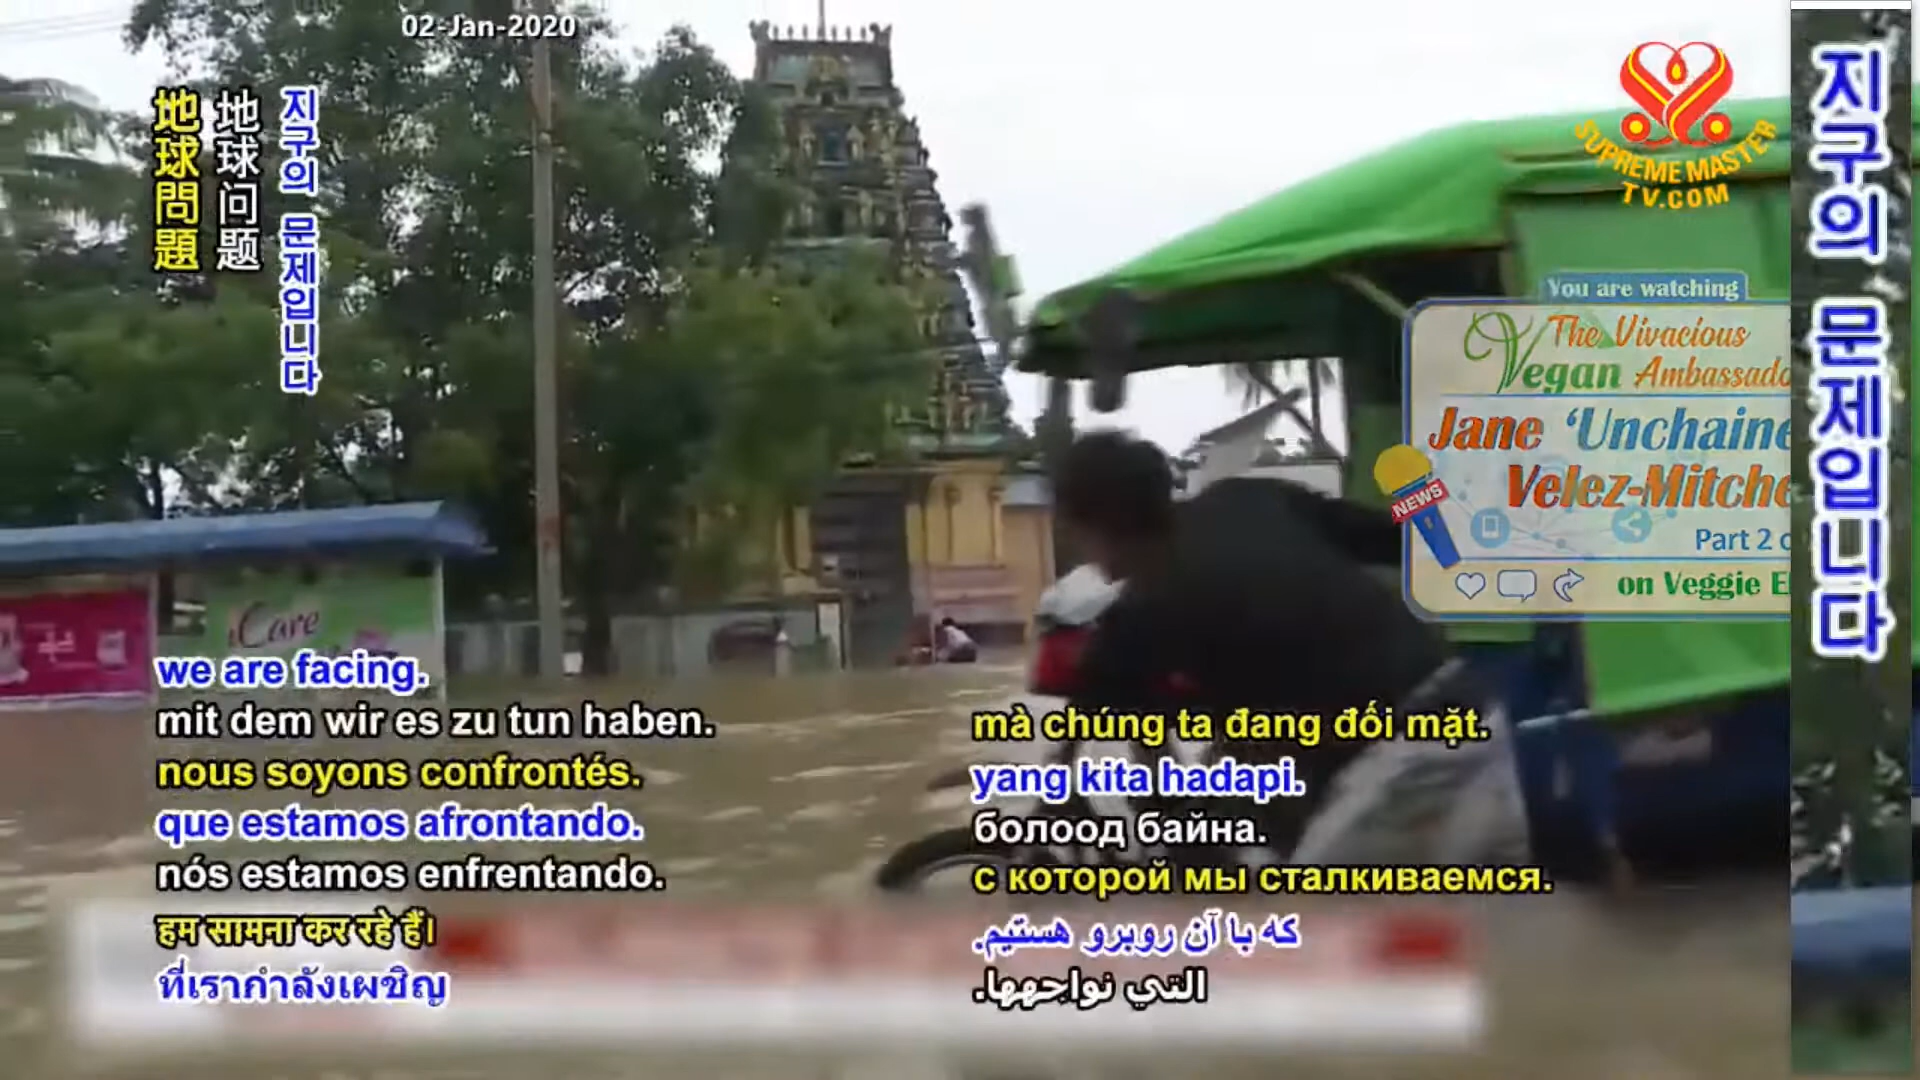 02-Jan-2020
地球問題
地球问题
지구의 문제입니다
SUPREME MASTER
TV.COM
You are watching
The Vivacious
Vegan Ambassado
Jane ‘Unchaine
Velez-Mitche
NEWS
Part 2 o
on Veggie El
지구의 문제입니다
iCare
we are facing.
mit dem wir es zu tun haben.
nous soyons confrontés.
que estamos afrontando.
nós estamos enfrentando.
हम सामना कर रहे हैं।
ที่เรากำลังเผชิญ
mà chúng ta đang đối mặt.
yang kita hadapi.
болоод байна.
с которой мы сталкиваемся.
که با آن روبرو هستیم.
التي نواجهها.